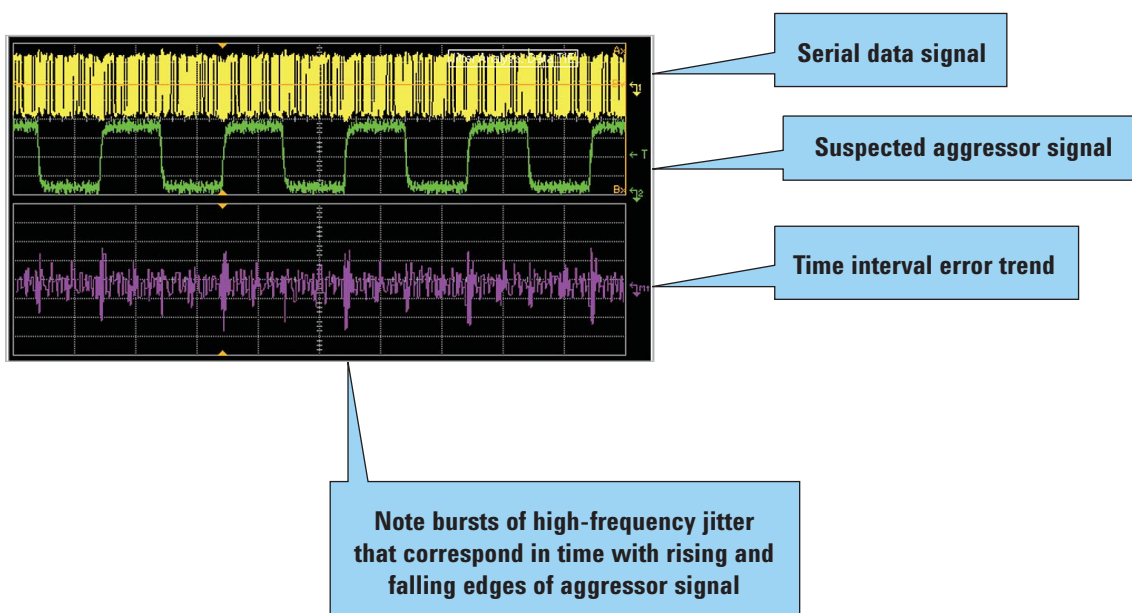 Serial data signal
Suspected aggressor signal
Time interval error trend
Note bursts of high-frequency jitter
that correspond in time with rising and
falling edges of aggressor signal
A>
B>
T
2